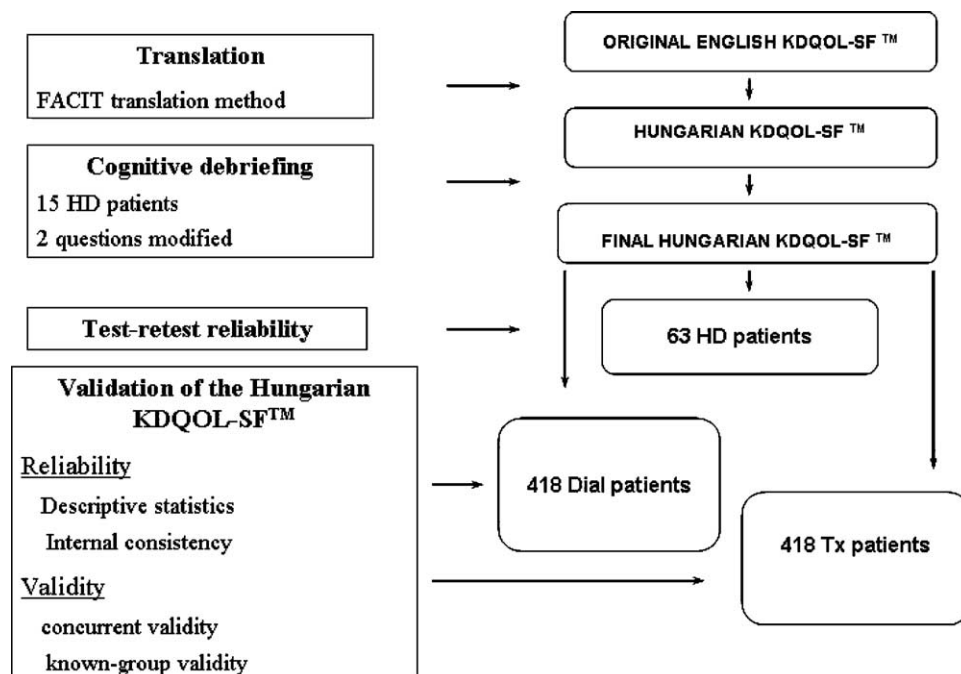 Translation
FACIT translation method
Cognitive debriefing
15 HD patients
2 questions modified
Test-retest reliability
Validation of the Hungarian
KDQOL-SF™
Reliability
Descriptive statistics
Internal consistency
Validity
concurrent validity
known-group validity
ORIGINAL ENGLISH KDQOL-SF ™
HUNGARIAN KDQOL-SF ™
FINAL HUNGARIAN KDQOL-SF ™
63 HD patients
418 Dial patients
418 Tx patients